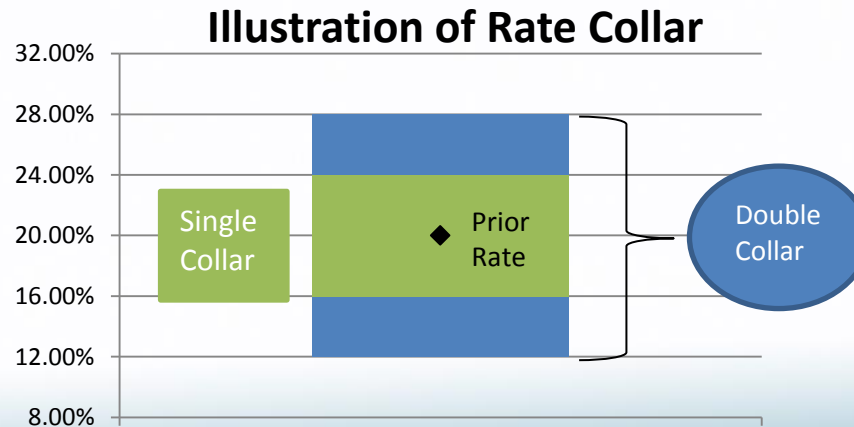 Illustration of Rate Collar
32.00%
28.00%
24.00%
20.00%
16.00%
12.00%
8.00%
Single
Collar
Prior
Rate
Double
Collar